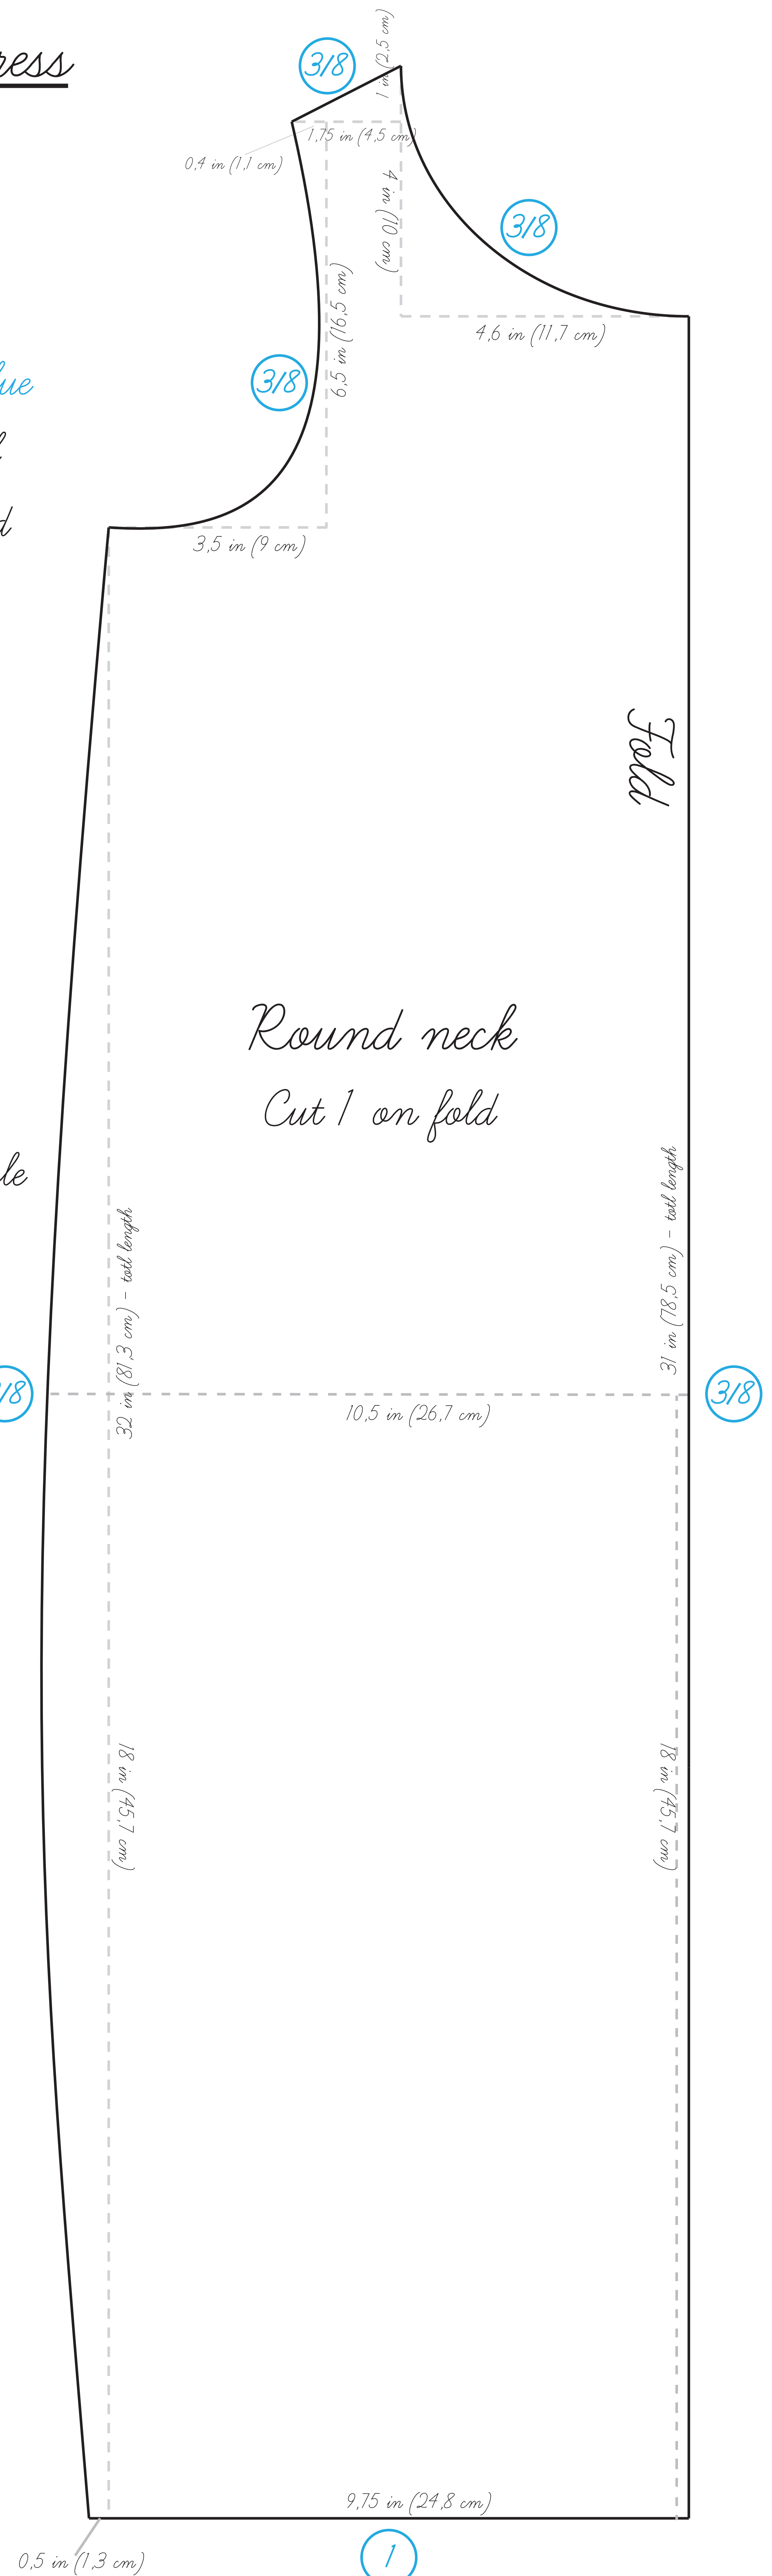 ress
3/8
1 in (2,5 cm)
1,75 in (4,5 cm)
0,4 in (1,1 cm)
4 in (10 cm)
3/8
6,5 in (16,5 cm)
4,6 in (11,7 cm)
lue
3/8
d
3,5 in (9 cm)
Fold
Round neck
Cut 1 on fold
le
32 in (81,3 cm) - totl length
31 in (78,5 cm) - totl length
/8
3/8
10,5 in (26,7 cm)
18 in (45,7 cm)
18 in (45,7 cm)
9,75 in (24,8 cm)
0,5 in (1,3 cm)
1